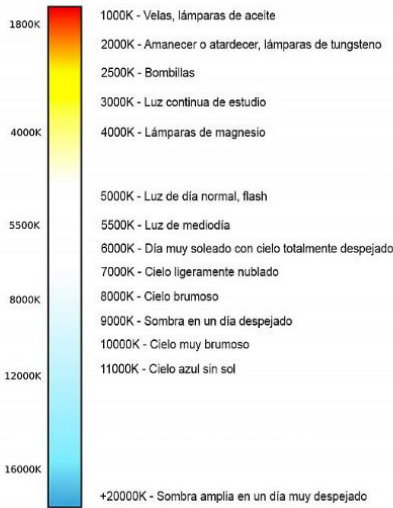 1800K
4000K
5500K
8000K
12000K
16000K
1000K - Velas, lámparas de aceite
2000K - Amanecer o atardecer, lámparas de tungsteno
2500K - Bombillas
3000K - Luz continua de estudio
4000K - Lámparas de magnesio
5000K - Luz de día normal, flash
5500K - Luz de mediodía
6000K - Día muy soleado con cielo totalmente despejado
7000K - Cielo ligeramente nublado
8000K - Cielo brumoso
9000K - Sombra en un día despejado
10000K - Cielo muy brumoso
11000K - Cielo azul sin sol
+20000K - Sombra amplia en un día muy despejado